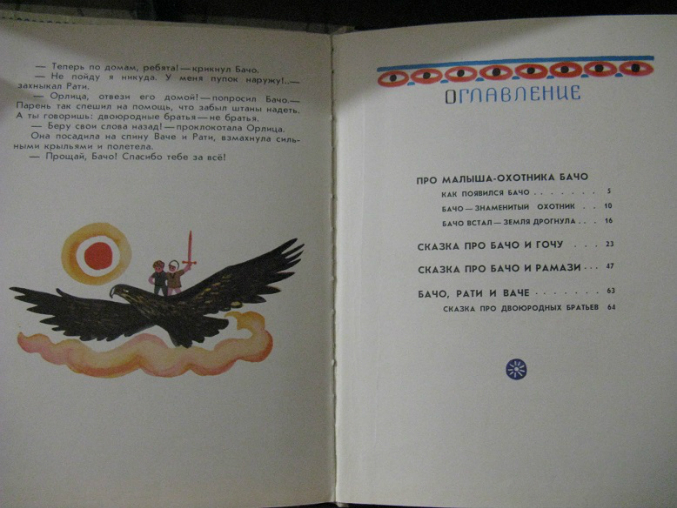 — Теперь по домам, ребята! — крикнул Бачо.
— Не пойду я никуда. У меня пупок наружу!.. —
захныкал Рати.
— Орлица, отвези его домой! — попросил Бачо. —
Парень так спешил на помощь, что забыл штаны надеть.
А ты говоришь: двоюродные братья — не братья.
— Беру свои слова назад! — проклокотала Орлица.
Она посадила на спину Ваче и Рати, взмахнула силь-
ными крыльями и полетела.
— Прощай, Бачо! Спасибо тебе за всё!
ОГЛАВЛЕНИЕ
ПРО МАЛЫША-ОХОТНИКА БАЧО
КАК ПОЯВИЛСЯ БАЧО . . . . . . . 5
БАЧО — ЗНАМЕНИТЫЙ ОХОТНИК . . 10
БАЧО ВСТАЛ — ЗЕМЛЯ ДРОГНУЛА . . 16
СКАЗКА ПРО БАЧО И ГОЧУ . . . 23
СКАЗКА ПРО БАЧО И РАМАЗИ . . . 47
БАЧО, РАТИ И ВАЧЕ . . . . . . . 63
СКАЗКА ПРО ДВОЮРОДНЫХ БРАТЬЕВ 64